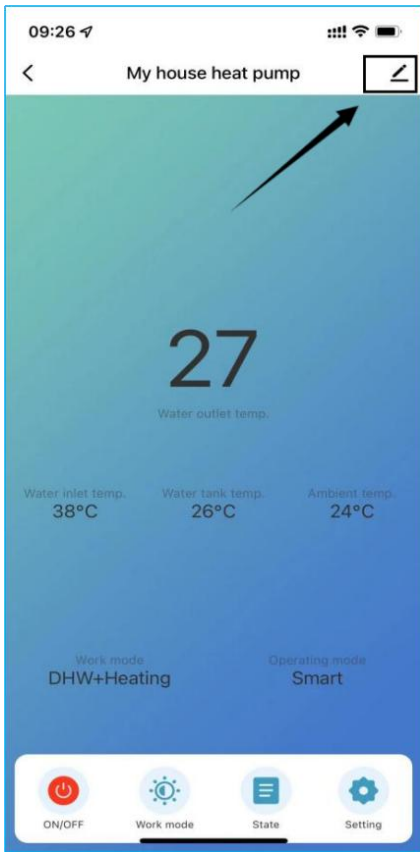 09:26
My house heat pump
27
Water outlet temp.
Water inlet temp. Water tank temp. Ambient temp.
38°C 26°C 24°C
Work mode Operating mode
DHW+Heating Smart
ON/OFF Work mode State Setting